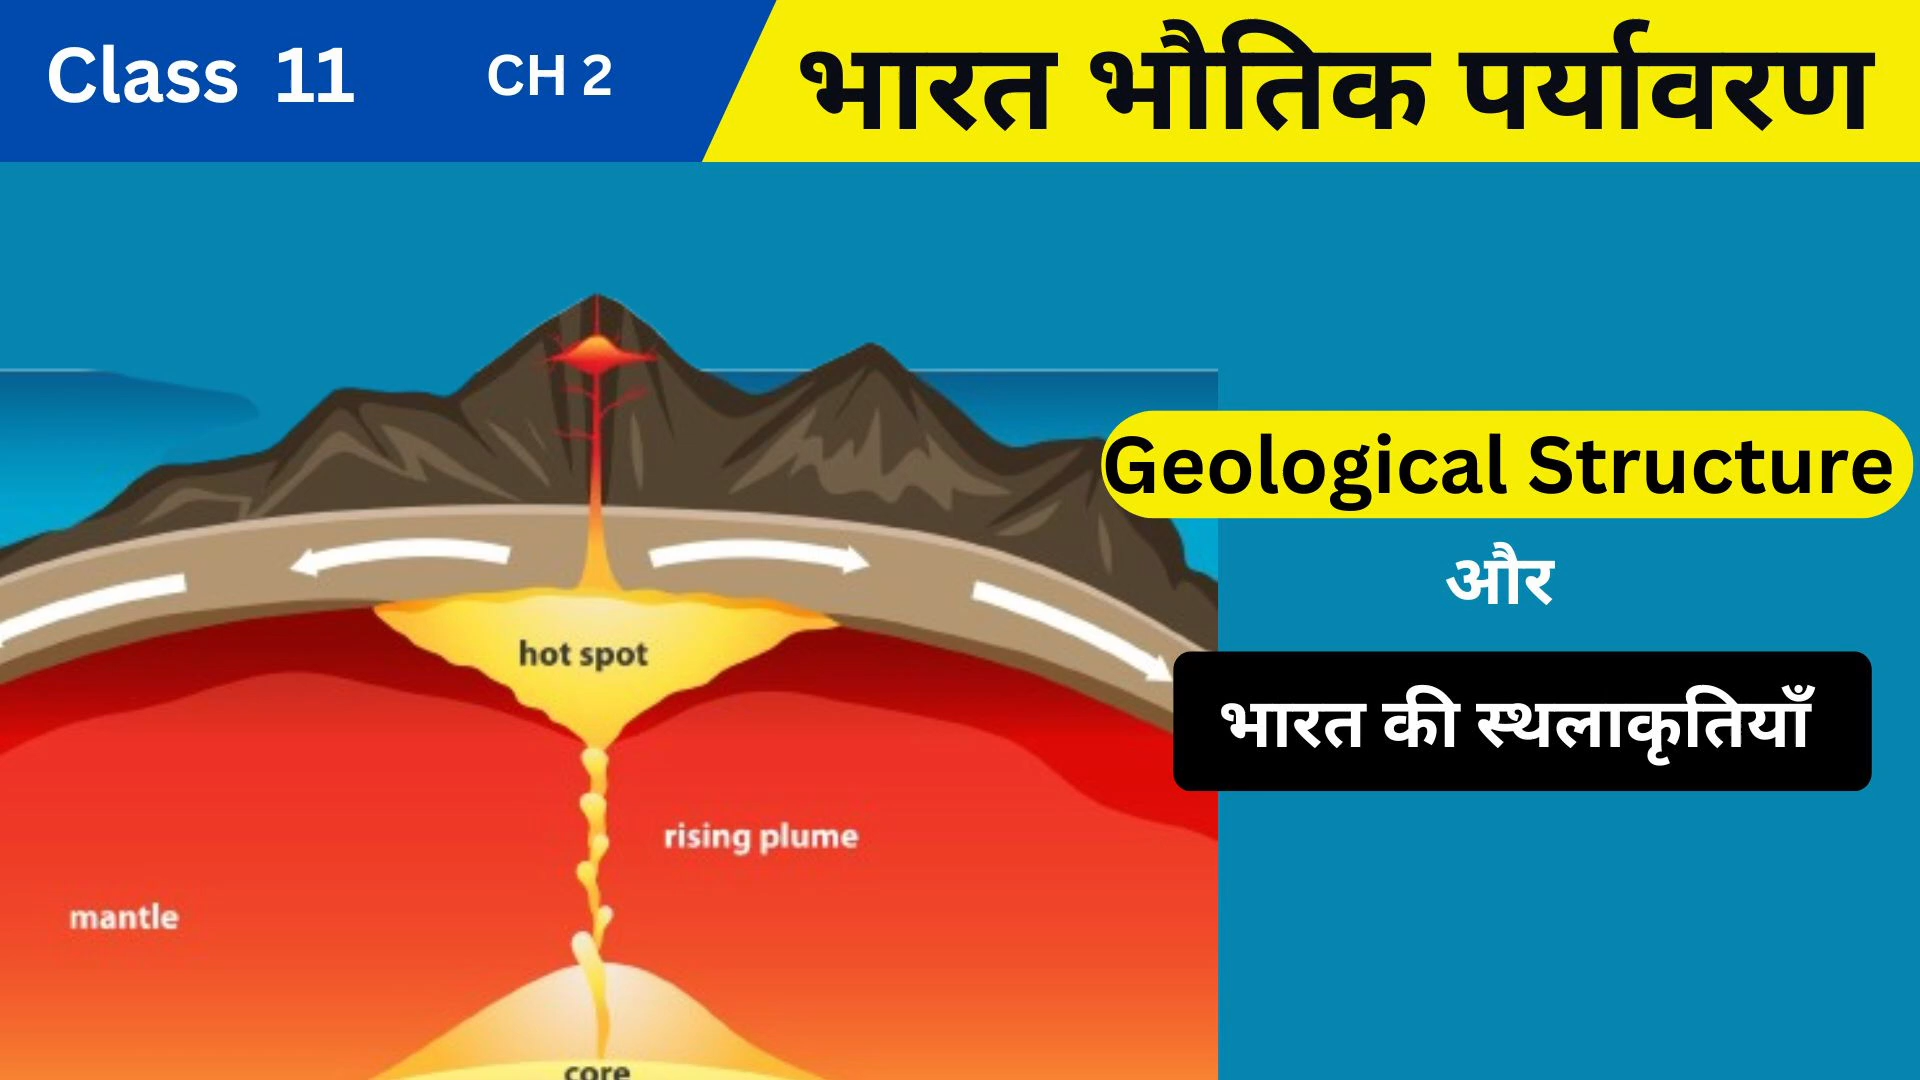 Class 11 CH 2 भारत भौतिक पर्यावरण
Geological Structure
और
भारत की स्थलाकृतियाँ
hot spot
rising plume
mantle
core